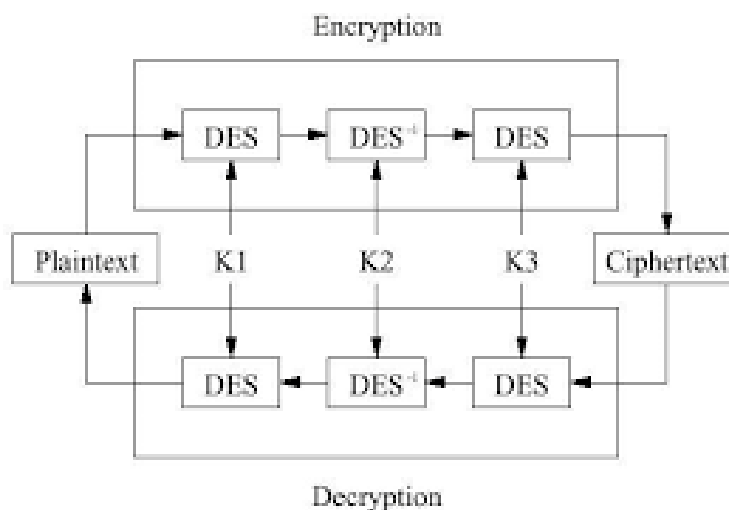 Encryption
DES DES⁻¹ DES
Plaintext K1 K2 K3 Ciphertext
DES DES⁻¹ DES
Decryption